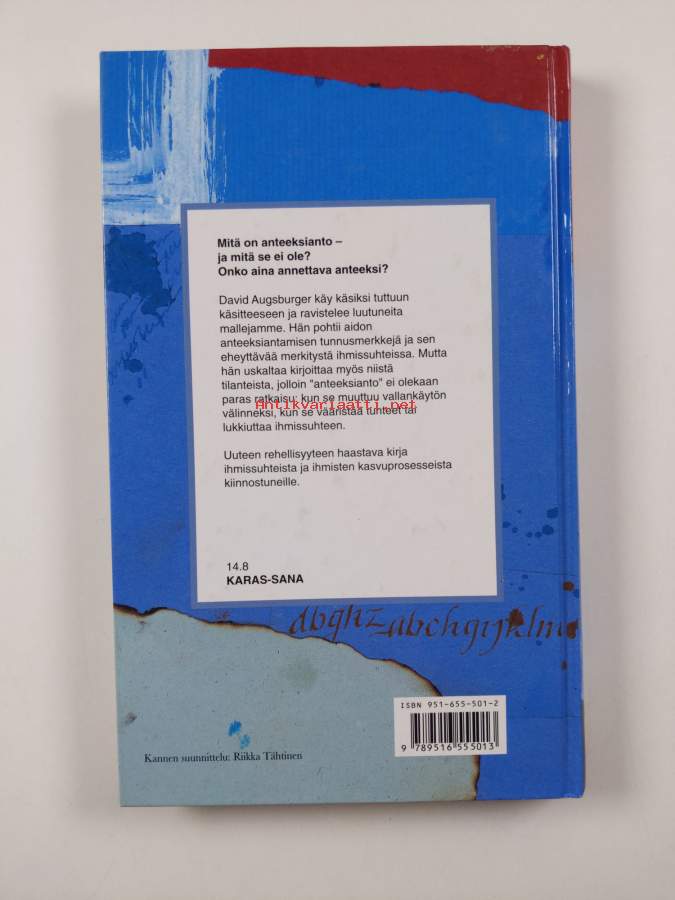 Mitä on anteeksianto –
ja mitä se ei ole?
Onko aina annettava anteeksi?
David Augsburger käy käsiksi tuttuun
käsitteeseen ja ravistelee luutuneita
mallejamme. Hän pohtii aidon
anteeksiantamisen tunnusmerkkejä ja sen
eheyttävää merkitystä ihmissuhteissa. Mutta
hän uskaltaa kirjoittaa myös niistä
tilanteista, jolloin "anteeksianto" ei olekaan
paras ratkaisu: kun se muuttuu vallankäytön
Antikvariaatti.net
välinneksi, kun se vääristää tunteet tai
lukkiuttaa ihmissuhteen.
Uuteen rehellisyyteen haastava kirja
ihmissuhteista ja ihmisten kasvuprosesseista
kiinnostuneille.
14.8
KARAS-SANA
abqhzabchgijklm
ISBN 951-655-501-2
9 789516 555013
Kannen suunnittelu: Riikka Tähtinen